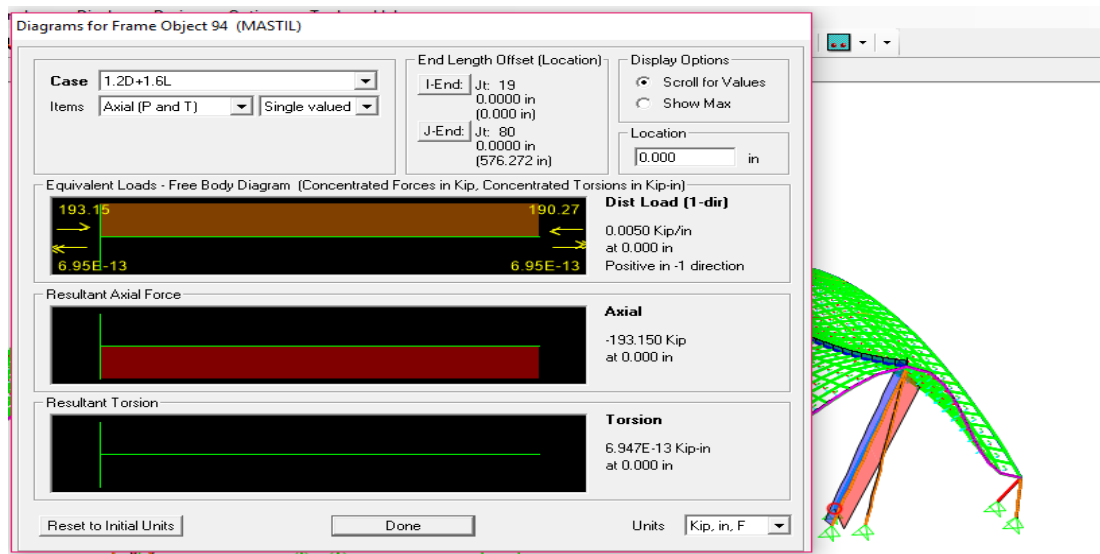 Diagrams for Frame Object 94 (MASTIL)
Case 1.2D+1.6L
Items Axial (P and T) Single valued
End Length Offset (Location)
I-End: Jt: 19
0.0000 in
(0.000 in)
J-End: Jt: 80
0.0000 in
(576.272 in)
Display Options
Scroll for Values
Show Max
Location
0.000 in
Equivalent Loads - Free Body Diagram (Concentrated Forces in Kip, Concentrated Torsions in Kip-in)
193.15 190.27
6.95E-13 6.95E-13
Dist Load (1-dir)
0.0050 Kip/in
at 0.000 in
Positive in -1 direction
Resultant Axial Force
Axial
-193.150 Kip
at 0.000 in
Resultant Torsion
Torsion
6.947E-13 Kip-in
at 0.000 in
Reset to Initial Units Done Units Kip, in, F